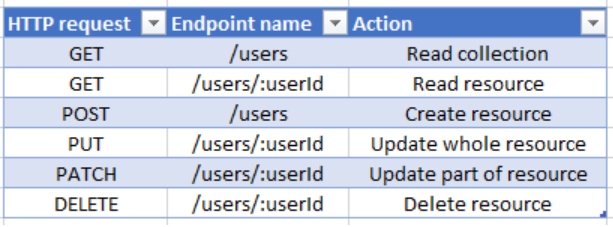 HTTP request Endpoint name Action
GET /users Read collection
GET /users/:userId Read resource
POST /users Create resource
PUT /users/:userId Update whole resource
PATCH /users/:userId Update part of resource
DELETE /users/:userId Delete resource